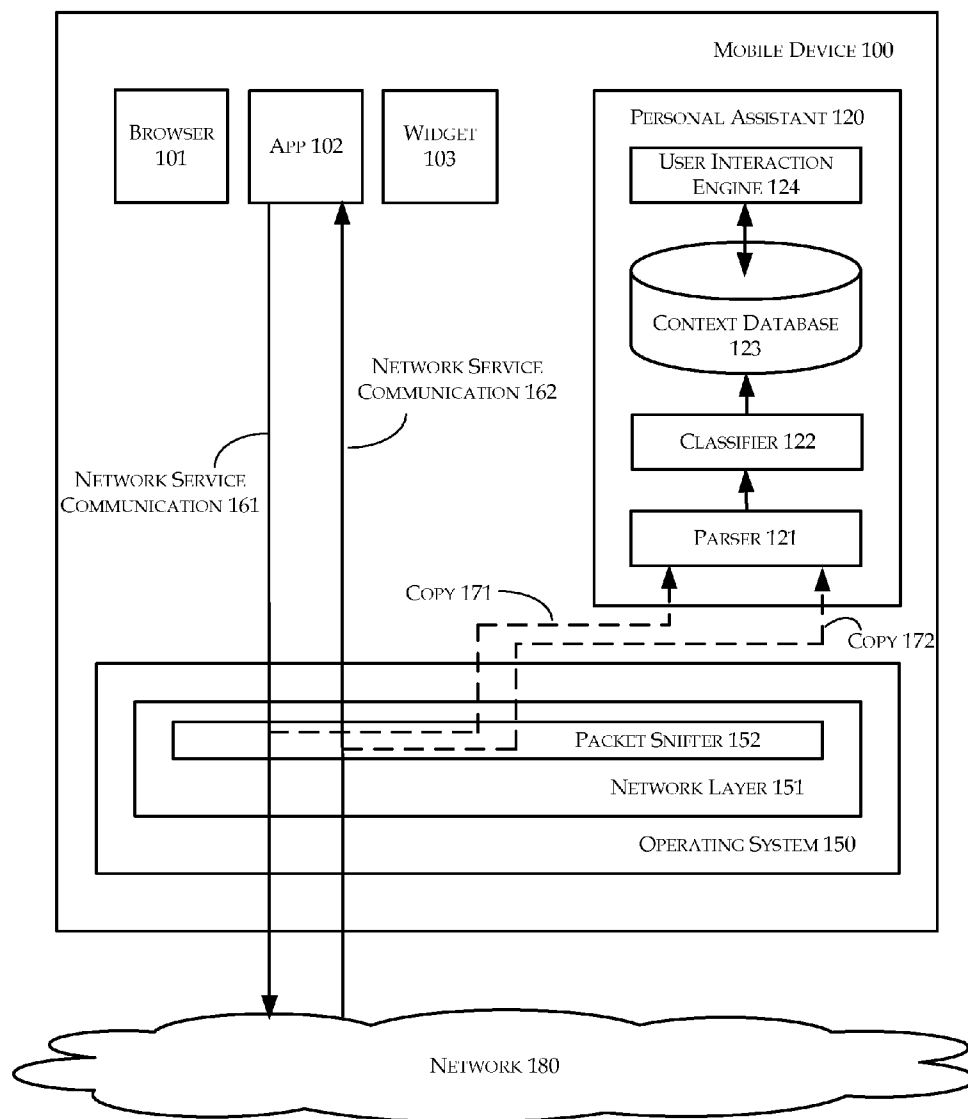 MOBILE DEVICE 100
BROWSER
101
APP 102
WIDGET
103
PERSONAL ASSISTANT 120
USER INTERACTION
ENGINE 124
CONTEXT DATABASE
123
CLASSIFIER 122
PARSER 121
NETWORK SERVICE
COMMUNICATION 162
NETWORK SERVICE
COMMUNICATION 161
COPY 171
COPY 172
PACKET SNIFTER 152
NETWORK LAYER 151
OPERATING SYSTEM 150
NETWORK 180